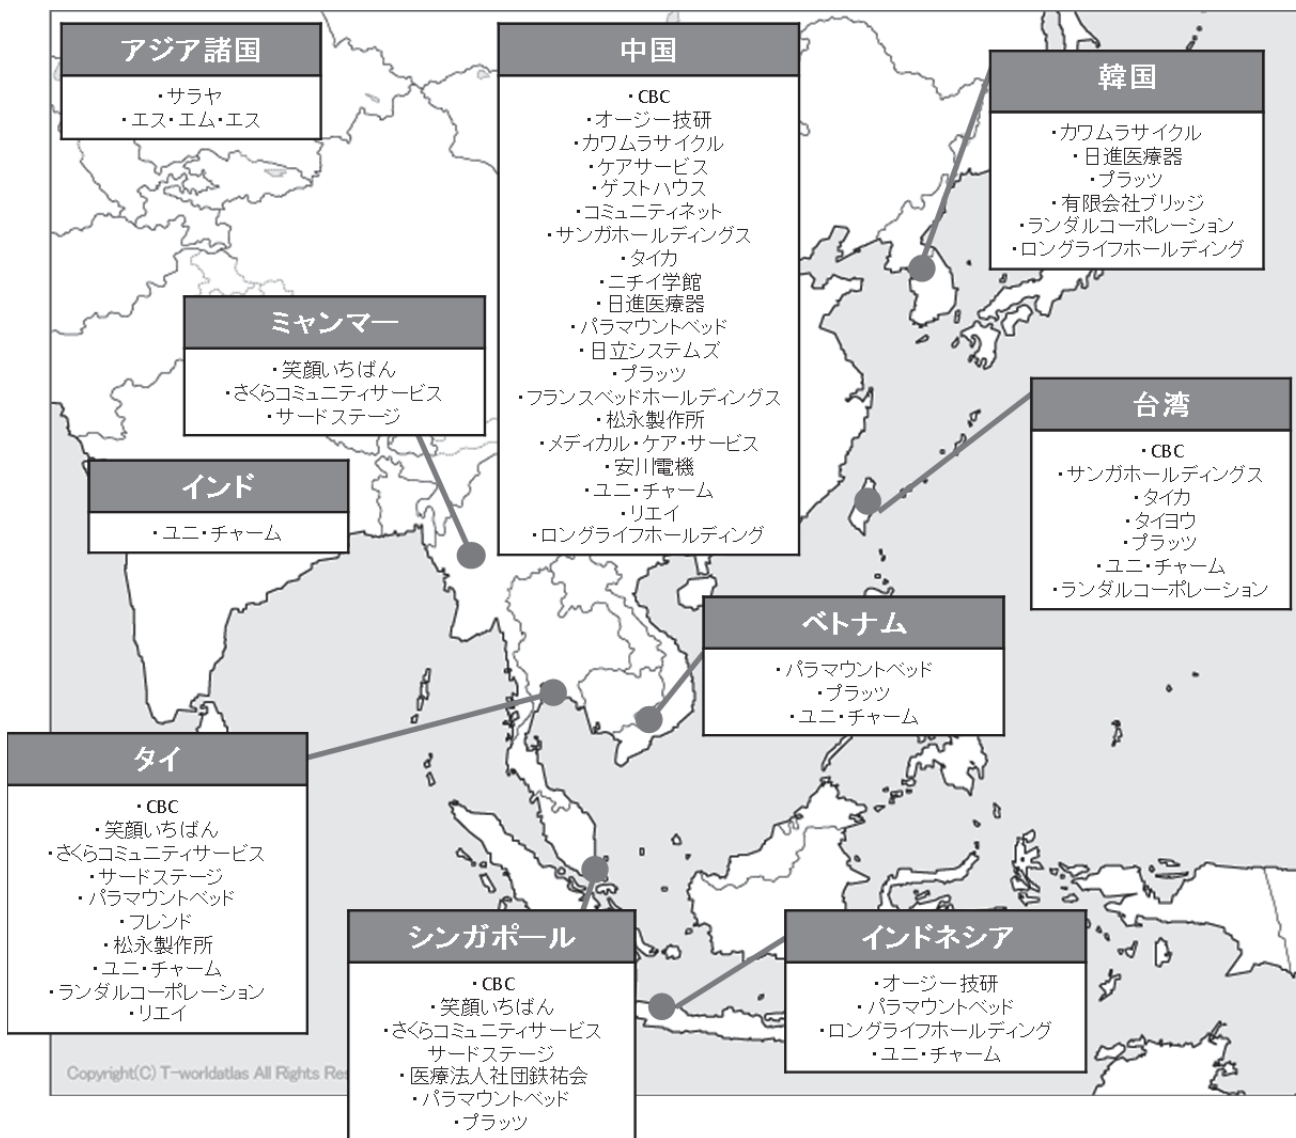 アジア諸国
・サラヤ
・エス・エム・エス
中国
・CBC
・オージー技研
・カワムラサイクル
・ケアサービス
・ゲストハウス
・コミュニティネット
・サンガホールディングス
・タイカ
・ニチイ学館
・日進医療器
・パラマウントベッド
・日立システムズ
・プラッツ
・フランスベッドホールディングス
・松永製作所
・メディカル・ケア・サービス
・安川電機
・ユニ・チャーム
・リエイ
・ロングライフホールディング
韓国
・カワムラサイクル
・日進医療器
・プラッツ
・有限会社ブリッジ
・ランダルコーポレーション
・ロングライフホールディング
ミャンマー
・笑顔いちばん
・さくらコミュニティサービス
・サードステージ
台湾
・CBC
・サンガホールディングス
・タイカ
・タイヨウ
・プラッツ
・ユニ・チャーム
・ランダルコーポレーション
インド
・ユニ・チャーム
ベトナム
・パラマウントベッド
・プラッツ
・ユニ・チャーム
タイ
・CBC
・笑顔いちばん
・さくらコミュニティサービス
・サードステージ
・パラマウントベッド
・フレンド
・松永製作所
・ユニ・チャーム
・ランダルコーポレーション
・リエイ
シンガポール
・CBC
・笑顔いちばん
・さくらコミュニティサービス
サードステージ
・医療法人社団鉄祐会
・パラマウントベッド
・プラッツ
インドネシア
・オージー技研
・パラマウントベッド
・ロングライフホールディング
・ユニ・チャーム
Copyright(C) T-worldatlas All Rights Res